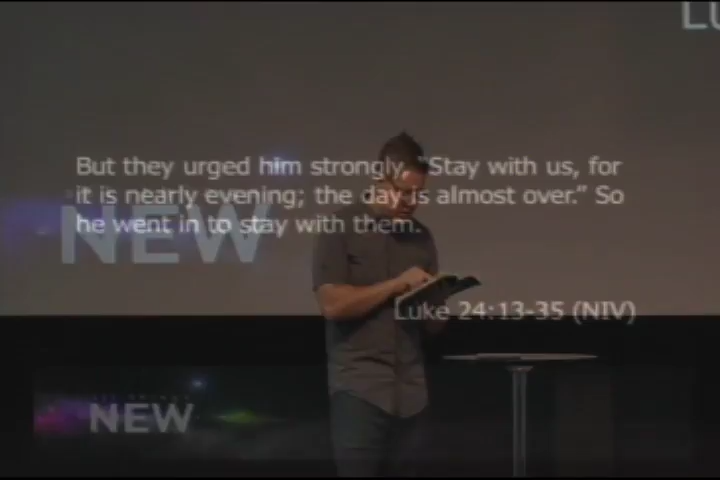 But they urged him strongly, "Stay with us, for
it is nearly evening; the day is almost over." So
he went in to stay with them.
NEW
Luke 24:13-35 (NIV)
NEW